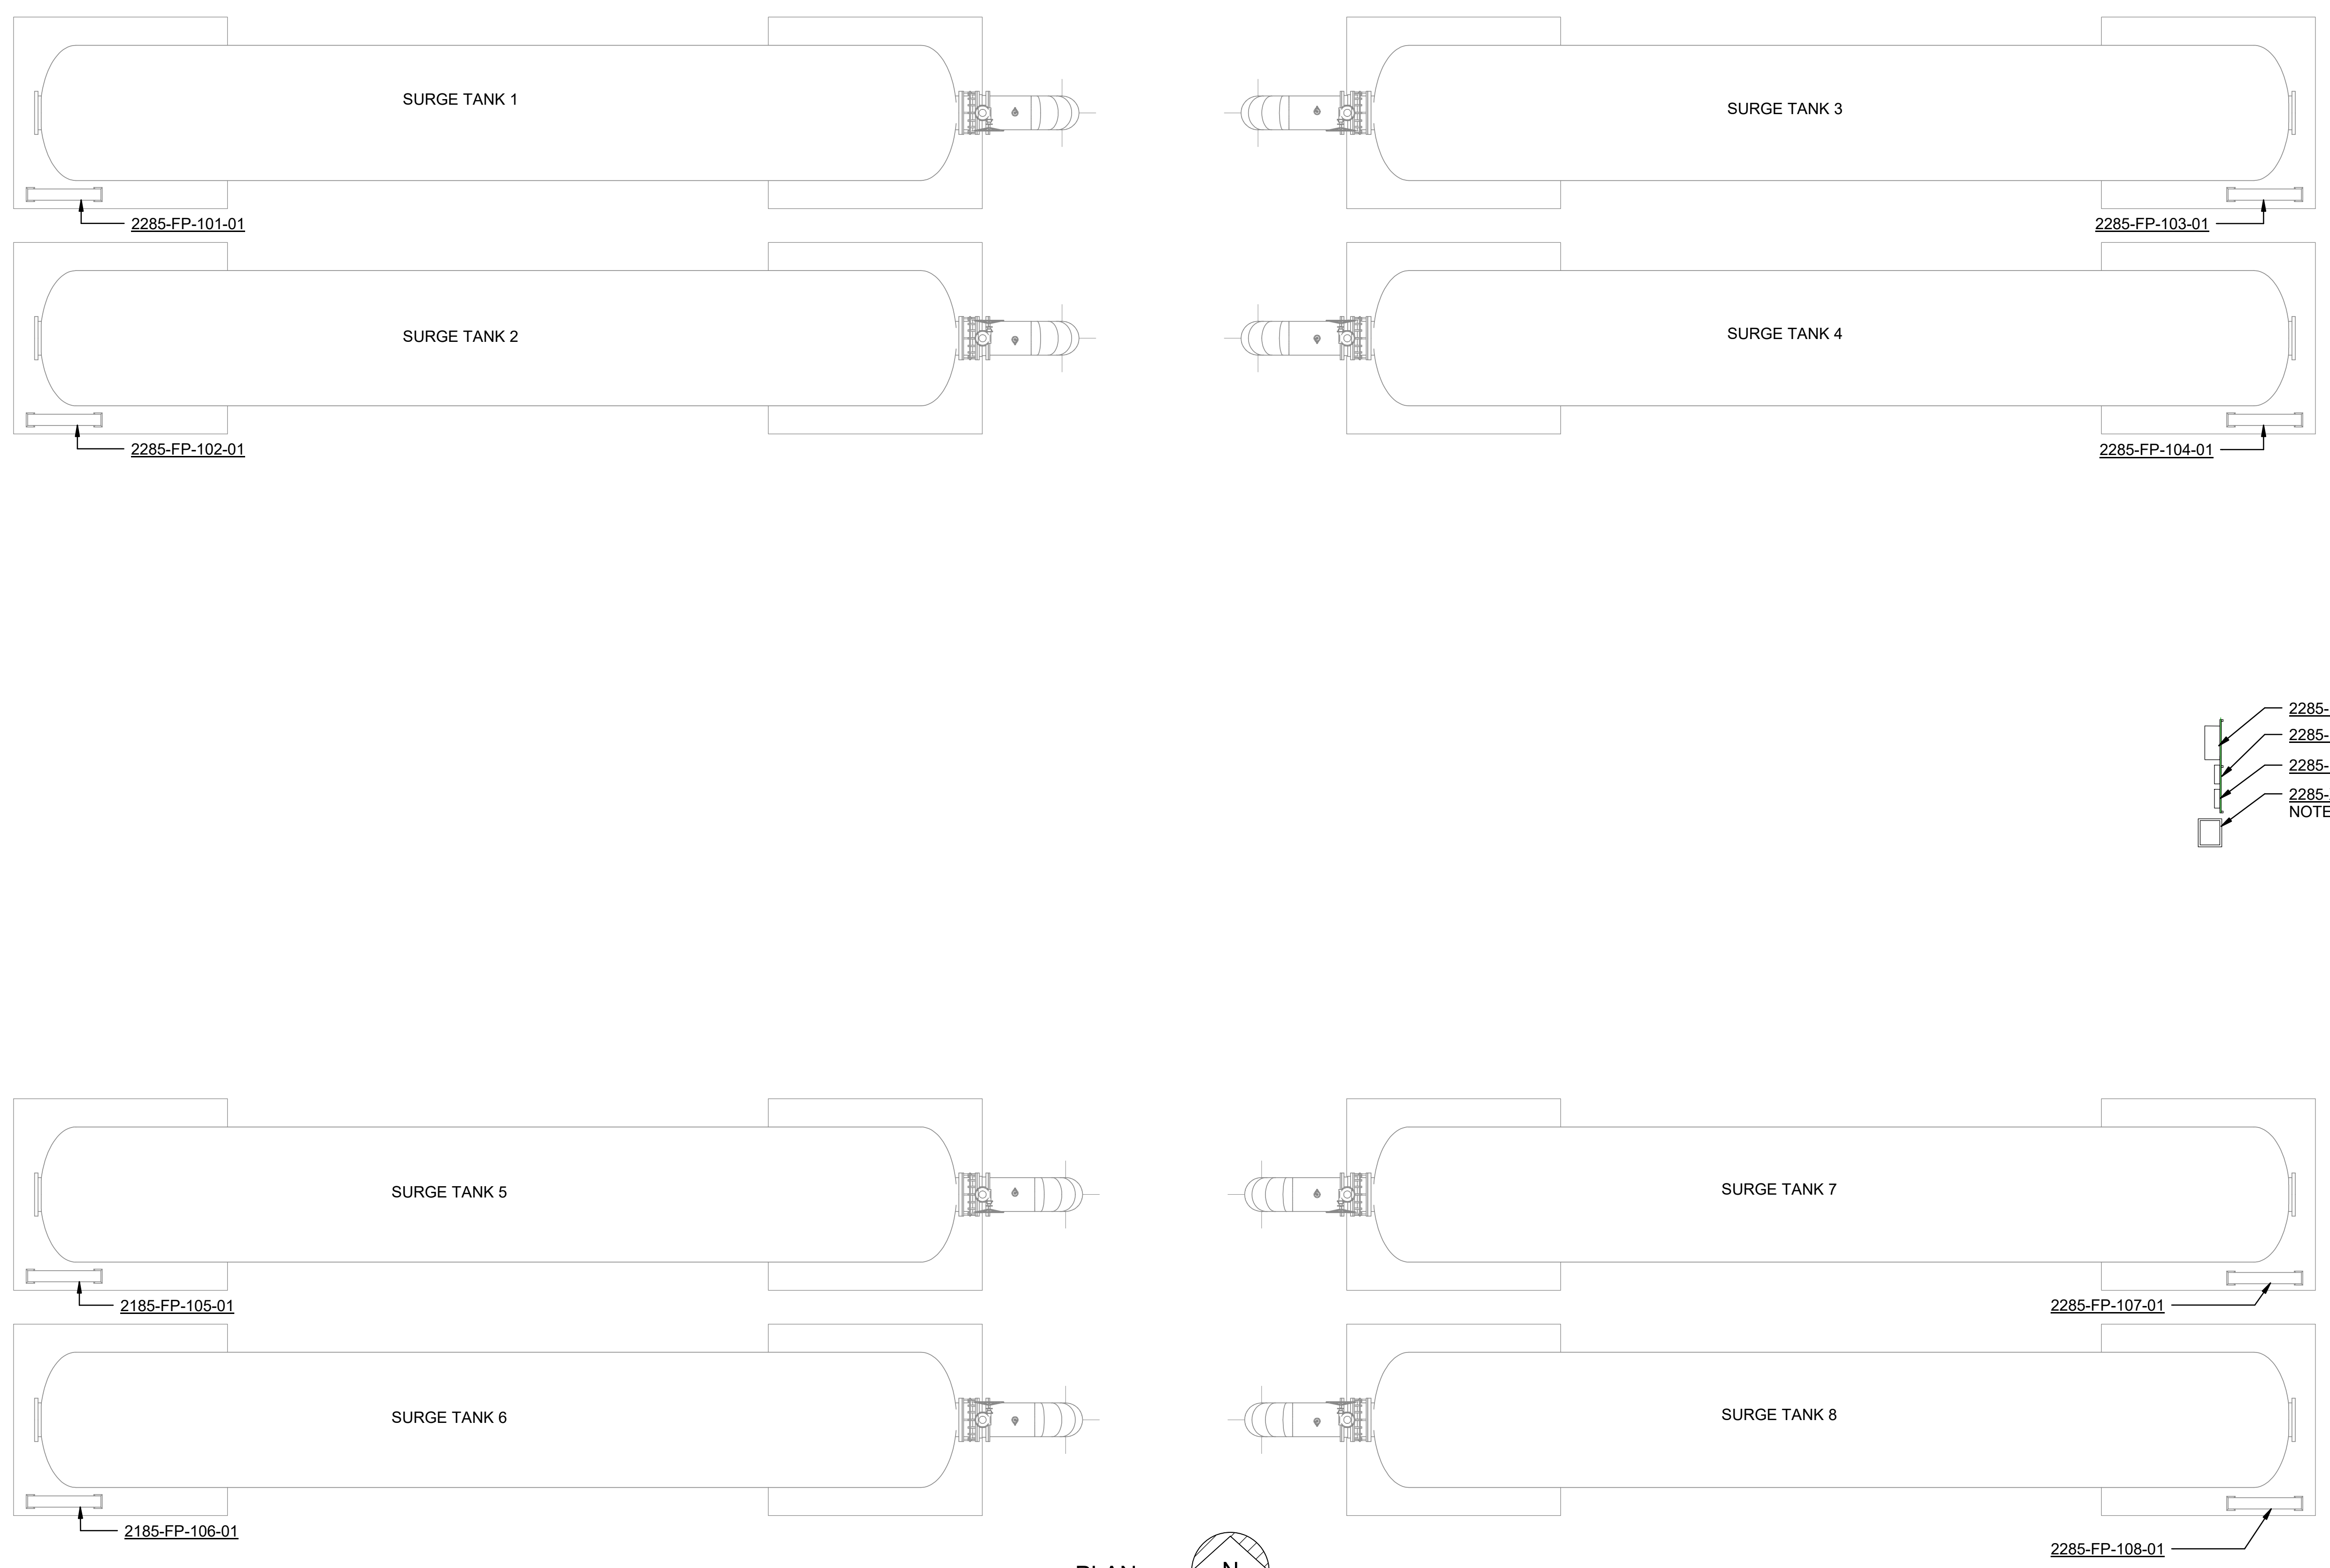 SURGE TANK 1
SURGE TANK 3
2285-FP-101-01
2285-FP-103-01
SURGE TANK 2
SURGE TANK 4
2285-FP-102-01
2285-FP-104-01
2285-
2285-
2285-
2285-
NOTE
SURGE TANK 5
SURGE TANK 7
2185-FP-105-01
2285-FP-107-01
SURGE TANK 6
SURGE TANK 8
2185-FP-106-01
2285-FP-108-01
PLAN
N